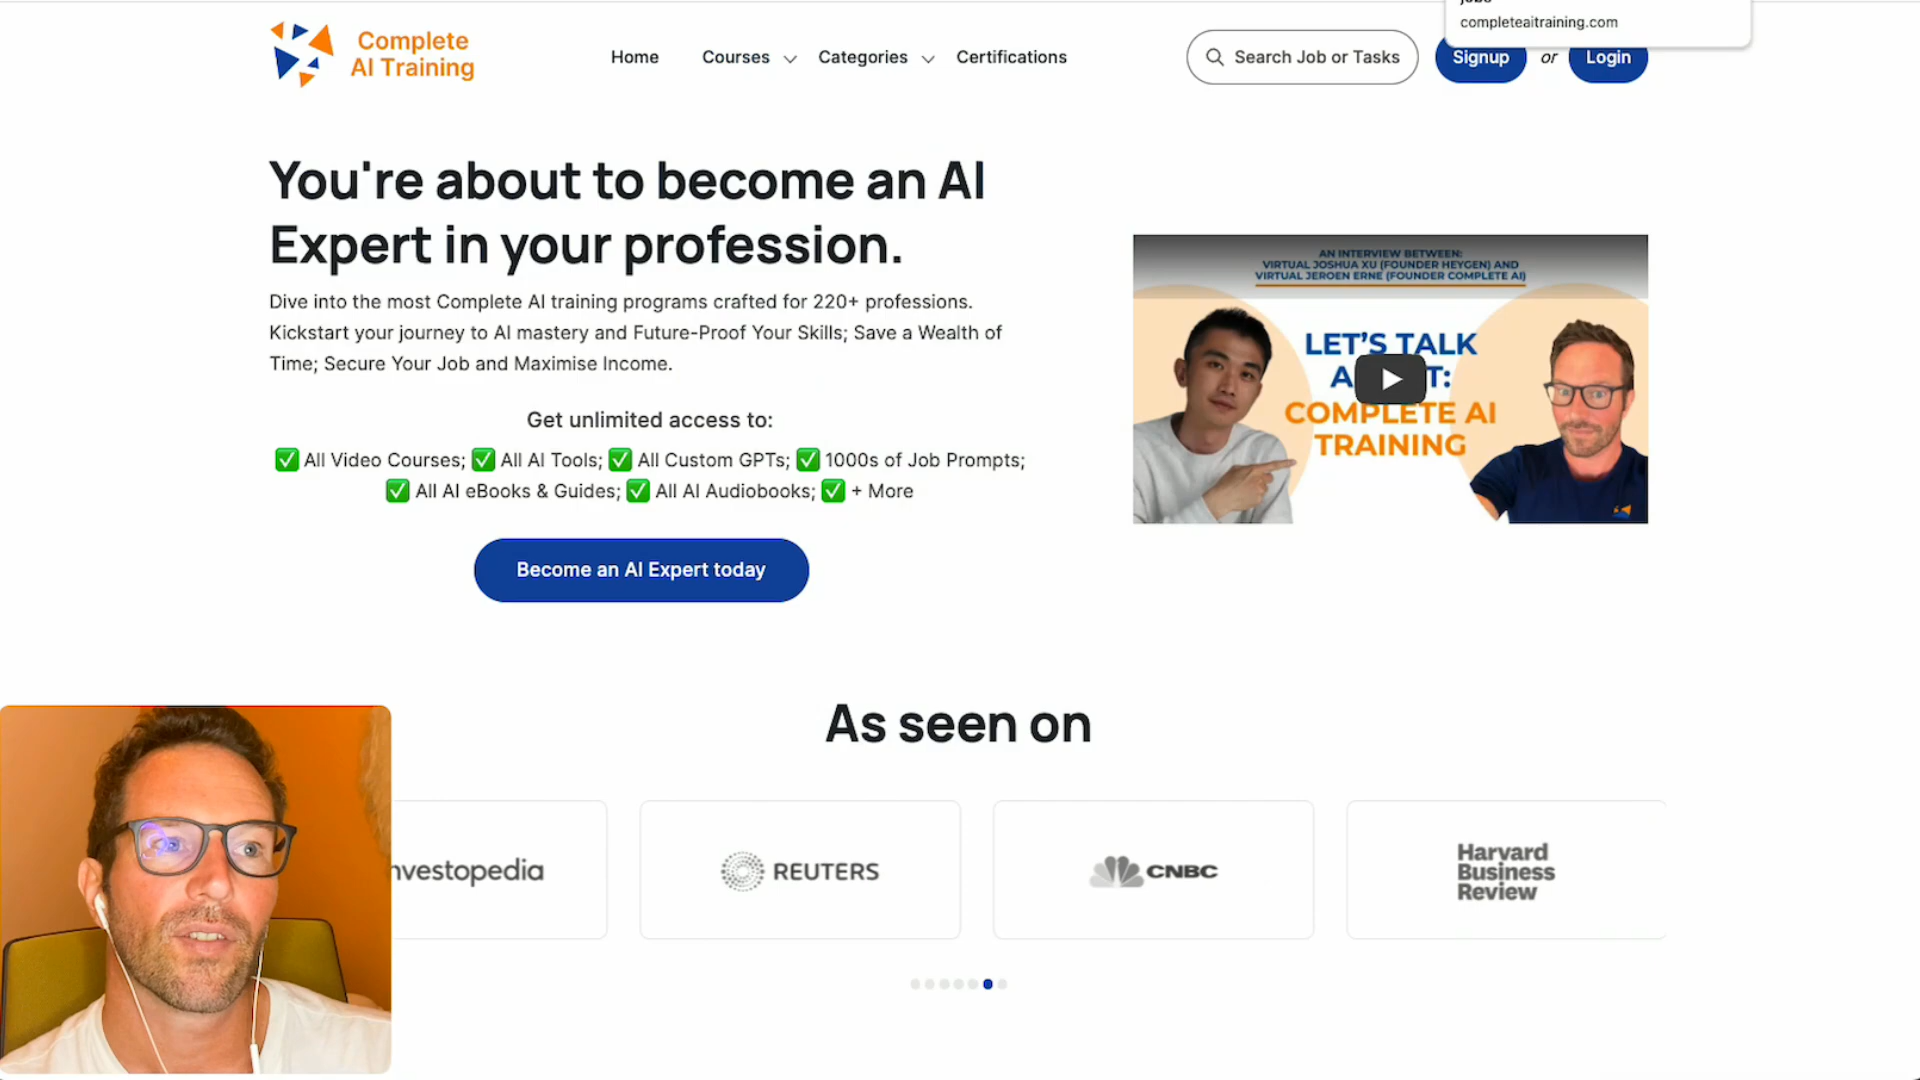 completeaitraining.com
Complete
AI Training
Home
Courses
Categories
Certifications
Search Job or Tasks
Signup
or
Login
You're about to become an AI
Expert in your profession.
Dive into the most Complete AI training programs crafted for 220+ professions.
Kickstart your journey to AI mastery and Future-Proof Your Skills; Save a Wealth of
Time; Secure Your Job and Maximise Income.
Get unlimited access to:
✅ All Video Courses; ✅ All AI Tools; ✅ All Custom GPTs; ✅ 1000s of Job Prompts;
✅ All AI eBooks & Guides; ✅ All AI Audiobooks; ✅ + More
Become an AI Expert today
AN INTERVIEW BETWEEN:
VIRTUAL JOSHUA XU (FOUNDER HEYGEN) AND
VIRTUAL JEROEN ERNE (FOUNDER COMPLETE AI)
LET'S TALK
A T:
COMPLETE AI
TRAINING
As seen on
nvestopedia
REUTERS
CNBC
Harvard
Business
Review